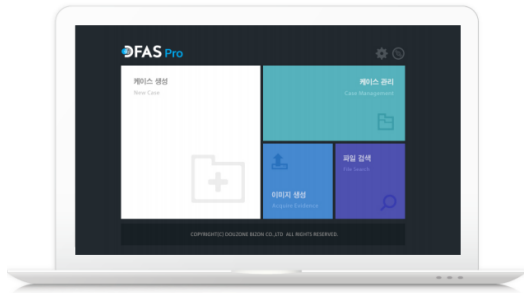 DFAS Pro
케이스 생성
New Case
케이스 관리
Case Management
이미지 생성
Acquire Evidence
파일 검색
File Search
COPYRIGHT(C) DOUZONE BIZON CO.,LTD. ALL RIGHTS RESERVED.